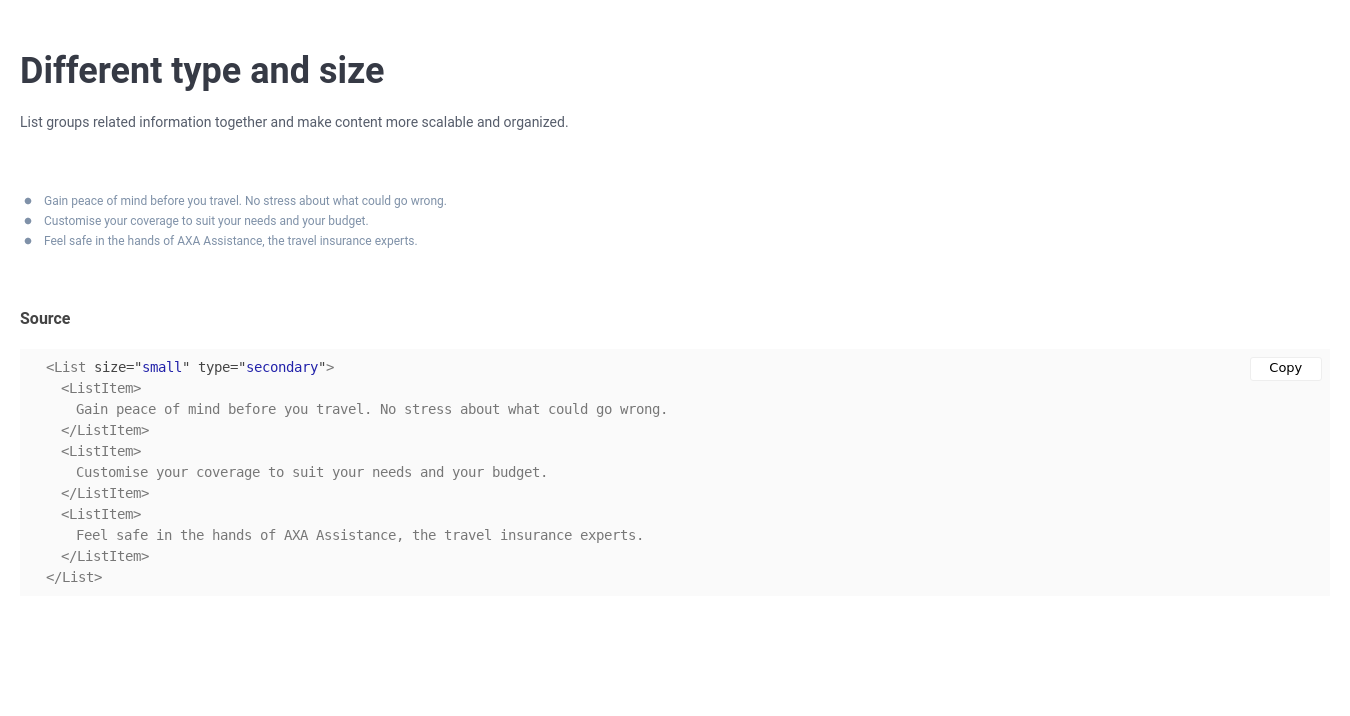 Different type and size
List groups related information together and make content more scalable and organized.
Gain peace of mind before you travel. No stress about what could go wrong.
Customise your coverage to suit your needs and your budget.
Feel safe in the hands of AXA Assistance, the travel insurance experts.
Source
Copy
<List size="small" type="secondary">
<ListItem>
Gain peace of mind before you travel. No stress about what could go wrong.
</ListItem>
<ListItem>
Customise your coverage to suit your needs and your budget.
</ListItem>
<ListItem>
Feel safe in the hands of AXA Assistance, the travel insurance experts.
</ListItem>
</List>